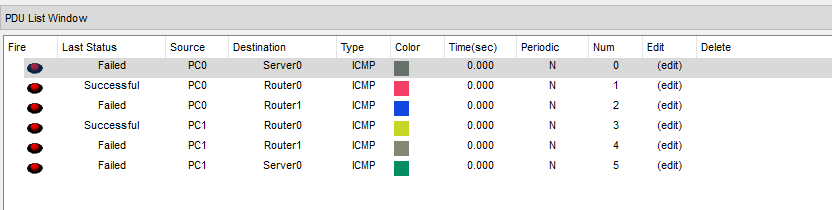 PDU List Window
Fire Last Status Source Destination Type Color Time(sec) Periodic Num Edit Delete
Failed PC0 Server0 ICMP 0.000 N 0 (edit)
Successful PC0 Router0 ICMP 0.000 N 1 (edit)
Failed PC0 Router1 ICMP 0.000 N 2 (edit)
Successful PC1 Router0 ICMP 0.000 N 3 (edit)
Failed PC1 Router1 ICMP 0.000 N 4 (edit)
Failed PC1 Server0 ICMP 0.000 N 5 (edit)